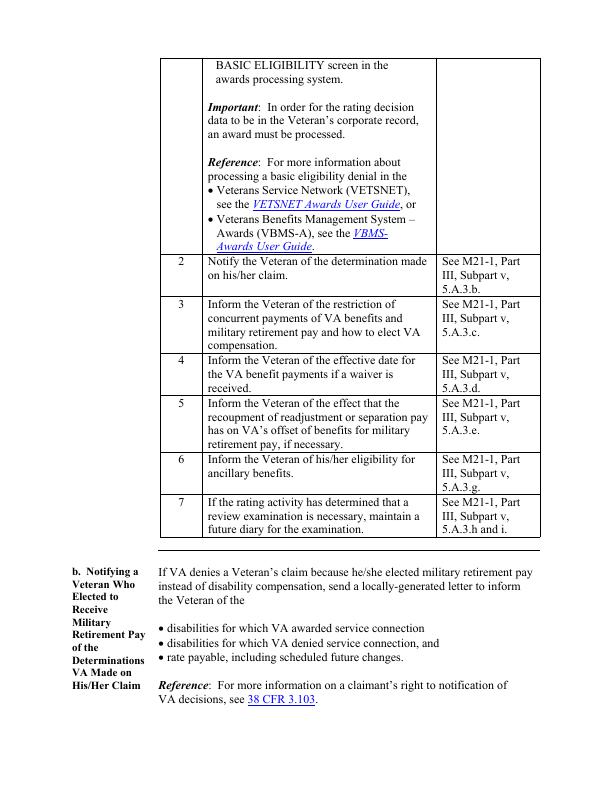 BASIC ELIGIBILITY screen in the
awards processing system.
Important:  In order for the rating decision
data to be in the Veteran’s corporate record,
an award must be processed.
Reference:  For more information about
processing a basic eligibility denial in the
• Veterans Service Network (VETSNET),
see the VETSNET Awards User Guide, or
• Veterans Benefits Management System –
Awards (VBMS-A), see the VBMS-
Awards User Guide.
2
Notify the Veteran of the determination made
on his/her claim.
See M21-1, Part
III, Subpart v,
5.A.3.b.
3
Inform the Veteran of the restriction of
concurrent payments of VA benefits and
military retirement pay and how to elect VA
compensation.
See M21-1, Part
III, Subpart v,
5.A.3.c.
4
Inform the Veteran of the effective date for
the VA benefit payments if a waiver is
received.
See M21-1, Part
III, Subpart v,
5.A.3.d.
5
Inform the Veteran of the effect that the
recoupment of readjustment or separation pay
has on VA’s offset of benefits for military
retirement pay, if necessary.
See M21-1, Part
III, Subpart v,
5.A.3.e.
6
Inform the Veteran of his/her eligibility for
ancillary benefits.
See M21-1, Part
III, Subpart v,
5.A.3.g.
7
If the rating activity has determined that a
review examination is necessary, maintain a
future diary for the examination.
See M21-1, Part
III, Subpart v,
5.A.3.h and i.
b.  Notifying a
Veteran Who
Elected to
Receive
Military
Retirement Pay
of the
Determinations
VA Made on
His/Her Claim
If VA denies a Veteran’s claim because he/she elected military retirement pay
instead of disability compensation, send a locally-generated letter to inform
the Veteran of the
• disabilities for which VA awarded service connection
• disabilities for which VA denied service connection, and
• rate payable, including scheduled future changes.
Reference:  For more information on a claimant’s right to notification of
VA decisions, see 38 CFR 3.103.